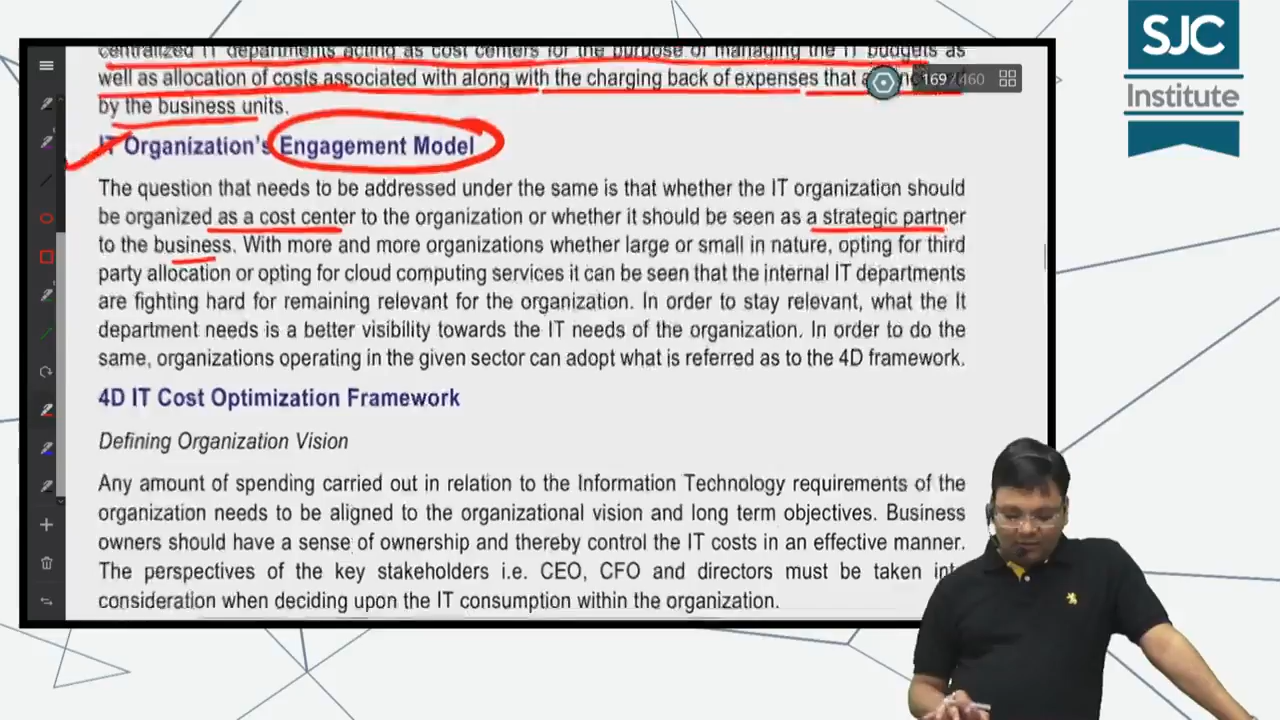 centralized IT departments acting as cost centers for the purpose of managing the IT budgets as
well as allocation of costs associated with along with the charging back of expenses that
by the business units.
IT Organization's Engagement Model
The question that needs to be addressed under the same is that whether the IT organization should
be organized as a cost center to the organization or whether it should be seen as a strategic partner
to the business. With more and more organizations whether large or small in nature, opting for third
party allocation or opting for cloud computing services it can be seen that the internal IT departments
are fighting hard for remaining relevant for the organization. In order to stay relevant, what the It
department needs is a better visibility towards the IT needs of the organization. In order to do the
same, organizations operating in the given sector can adopt what is referred as to the 4D framework.
4D IT Cost Optimization Framework
Defining Organization Vision
Any amount of spending carried out in relation to the Information Technology requirements of the
organization needs to be aligned to the organizational vision and long term objectives. Business
owners should have a sense of ownership and thereby control the IT costs in an effective manner.
The perspectives of the key stakeholders i.e. CEO, CFO and directors must be taken into
consideration when deciding upon the IT consumption within the organization.
169/460
SJC
Institute